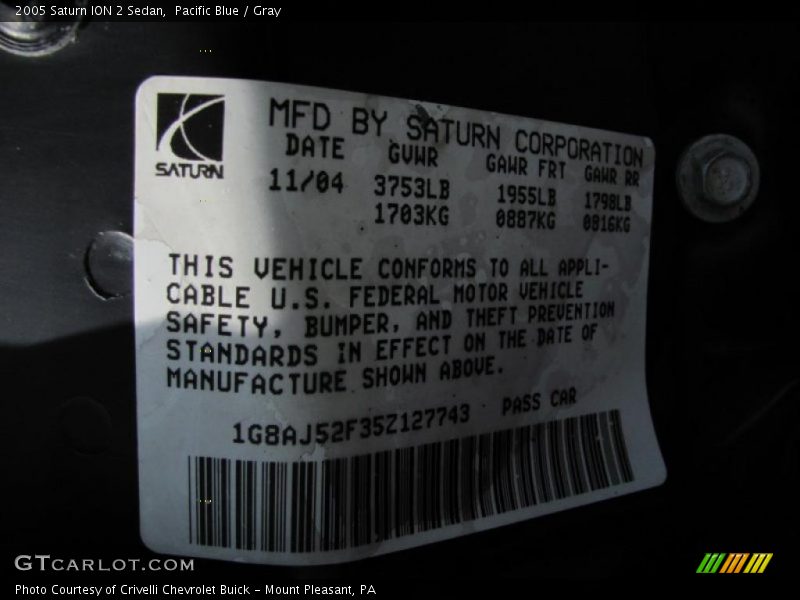 2005 Saturn ION 2 Sedan,  Pacific Blue / Gray
SATURN
MFD BY SATURN CORPORATION
DATE GVWR GAWR FRT GAWR RR
11/04 3753LB 1955LB 1798LB
1703KG 0887KG 0816KG
THIS VEHICLE CONFORMS TO ALL APPLI-
CABLE U.S. FEDERAL MOTOR VEHICLE
SAFETY, BUMPER, AND THEFT PREVENTION
STANDARDS IN EFFECT ON THE DATE OF
MANUFACTURE SHOWN ABOVE.
1G8AJ52F35Z127743 PASS CAR
GTCARLOT.COM
Photo Courtesy of Crivelli Chevrolet Buick - Mount Pleasant, PA